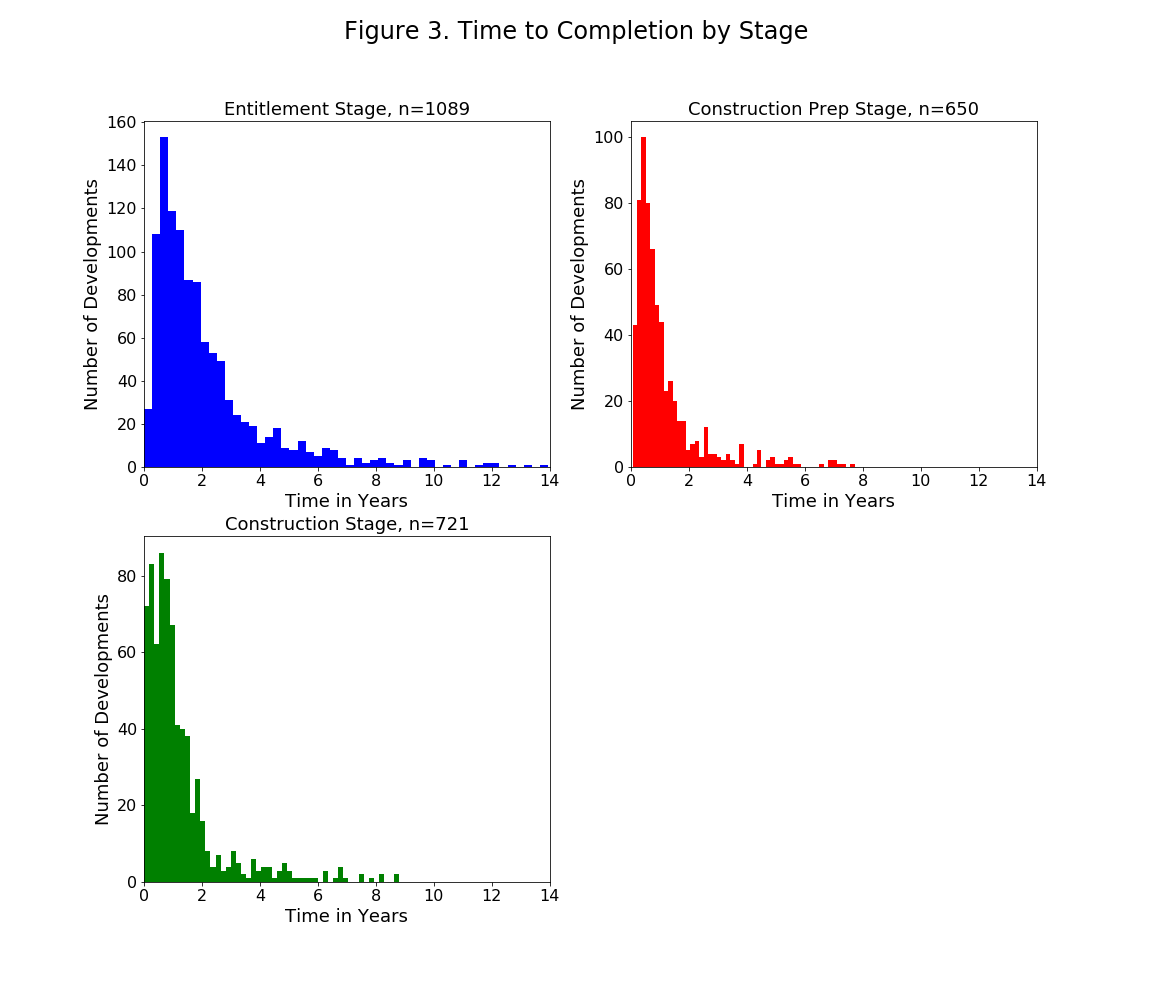 Figure 3. Time to Completion by Stage
Entitlement Stage, n=1089
160
140
120
100
80
60
40
20
0
Number of Developments
0 2 4 6 8 10 12 14
Time in Years
Construction Prep Stage, n=650
100
80
60
40
20
0
Number of Developments
0 2 4 6 8 10 12 14
Time in Years
Construction Stage, n=721
80
60
40
20
0
Number of Developments
0 2 4 6 8 10 12 14
Time in Years